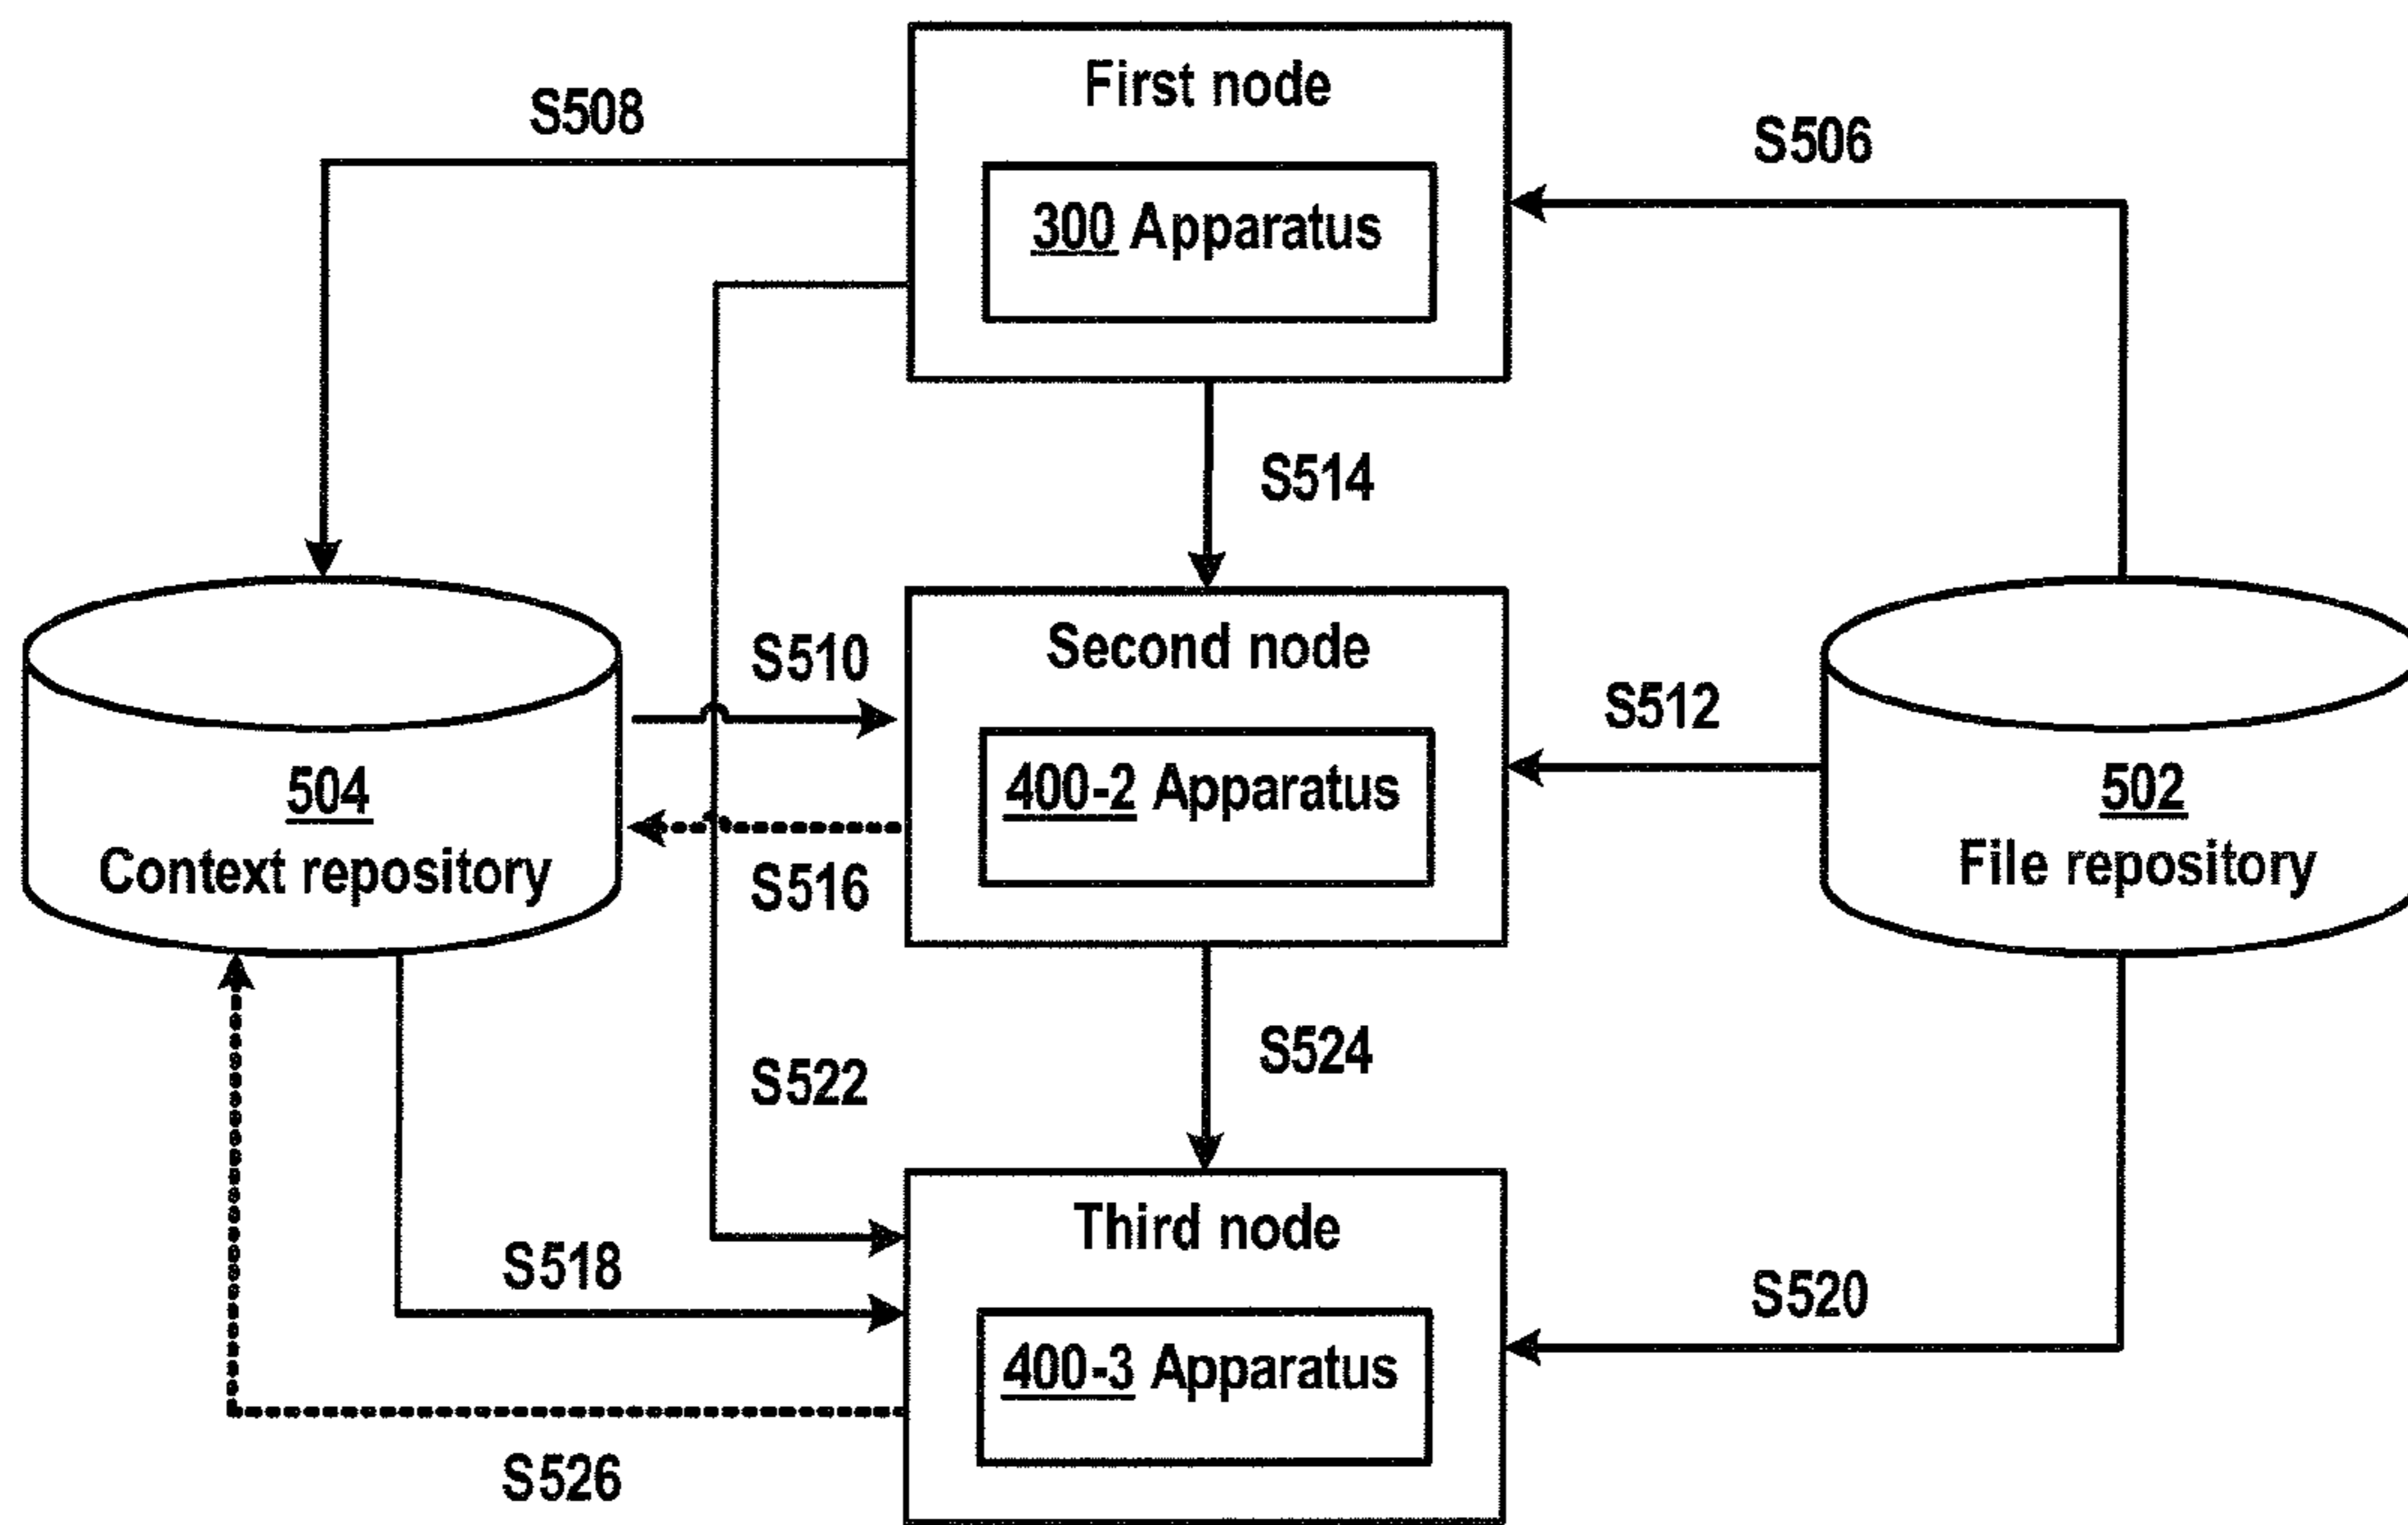 First node
S508
S506
300 Apparatus
S514
S510
Second node
S512
400-2 Apparatus
504
Context repository
502
File repository
S516
S524
S522
Third node
S518
S520
400-3 Apparatus
S526